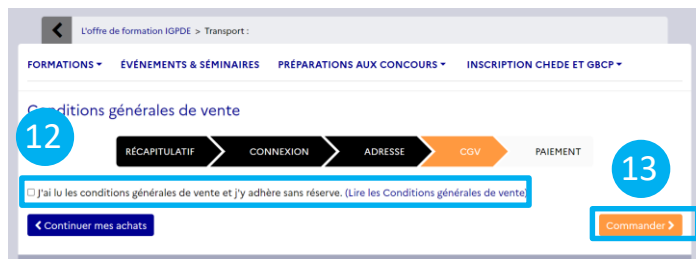 L'offre de formation IGPDE > Transport :
FORMATIONS ÉVÉNEMENTS & SÉMINAIRES PRÉPARATIONS AUX CONCOURS INSCRIPTION CHEDE ET GBCP
Conditions générales de vente
12
RÉCAPITULATIF CONNEXION ADRESSE CGV PAIEMENT
13
J'ai lu les conditions générales de vente et j'y adhère sans réserve. (Lire les Conditions générales de vente)
Continuer mes achats
Commander